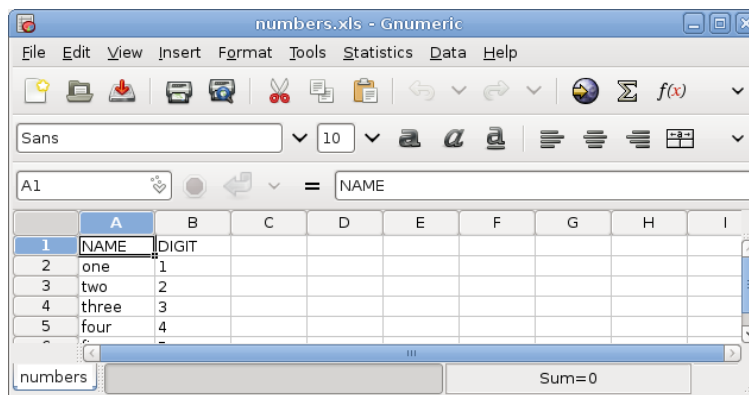 numbers.xls - Gnumeric
File Edit View Insert Format Tools Statistics Data Help
f(x)
Sans 10 a a a
A1 = NAME
A B C D E F G H I
1 NAME DIGIT
2 one 1
3 two 2
4 three 3
5 four 4
numbers Sum=0